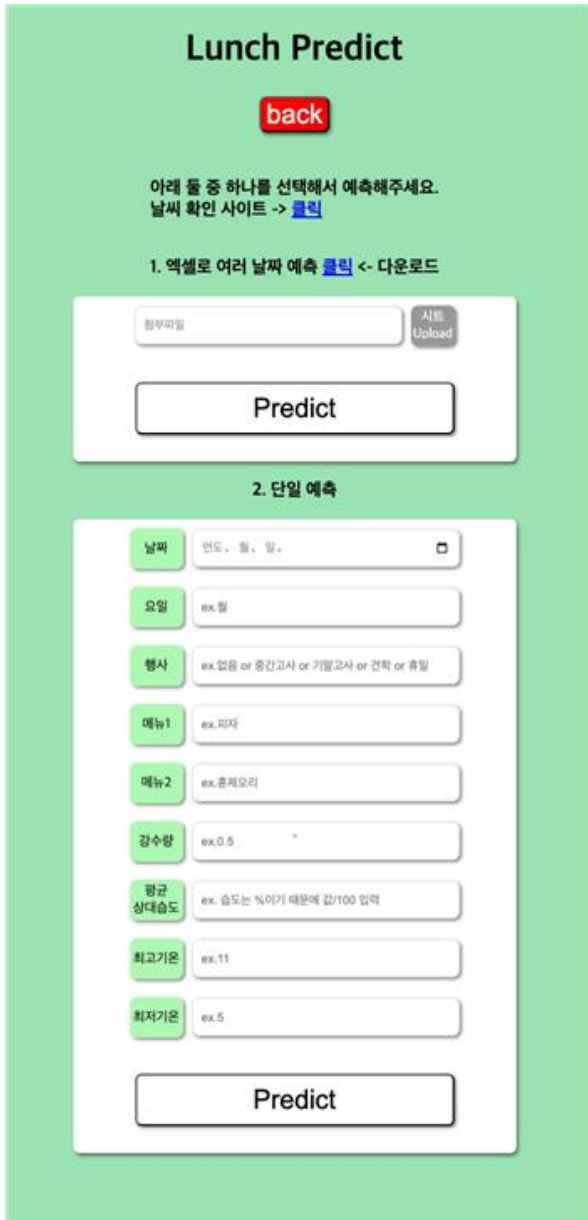 Lunch Predict
back
아래 둘 중 하나를 선택해서 예측해주세요.
날씨 확인 사이트 -> 클릭
1. 엑셀로 여러 날짜 예측 클릭 <- 다운로드
첨부파일
시트
Upload
Predict
2. 단일 예측
날짜
연도. 월. 일.
요일
ex.월
행사
ex.없음 or 중간고사 or 기말고사 or 견학 or 휴일
메뉴1
ex.피자
메뉴2
ex.훈제오리
강수량
ex.0.5
평균
상대습도
ex. 습도는 %이기 때문에 값/100 입력
최고기온
ex.11
최저기온
ex.5
Predict